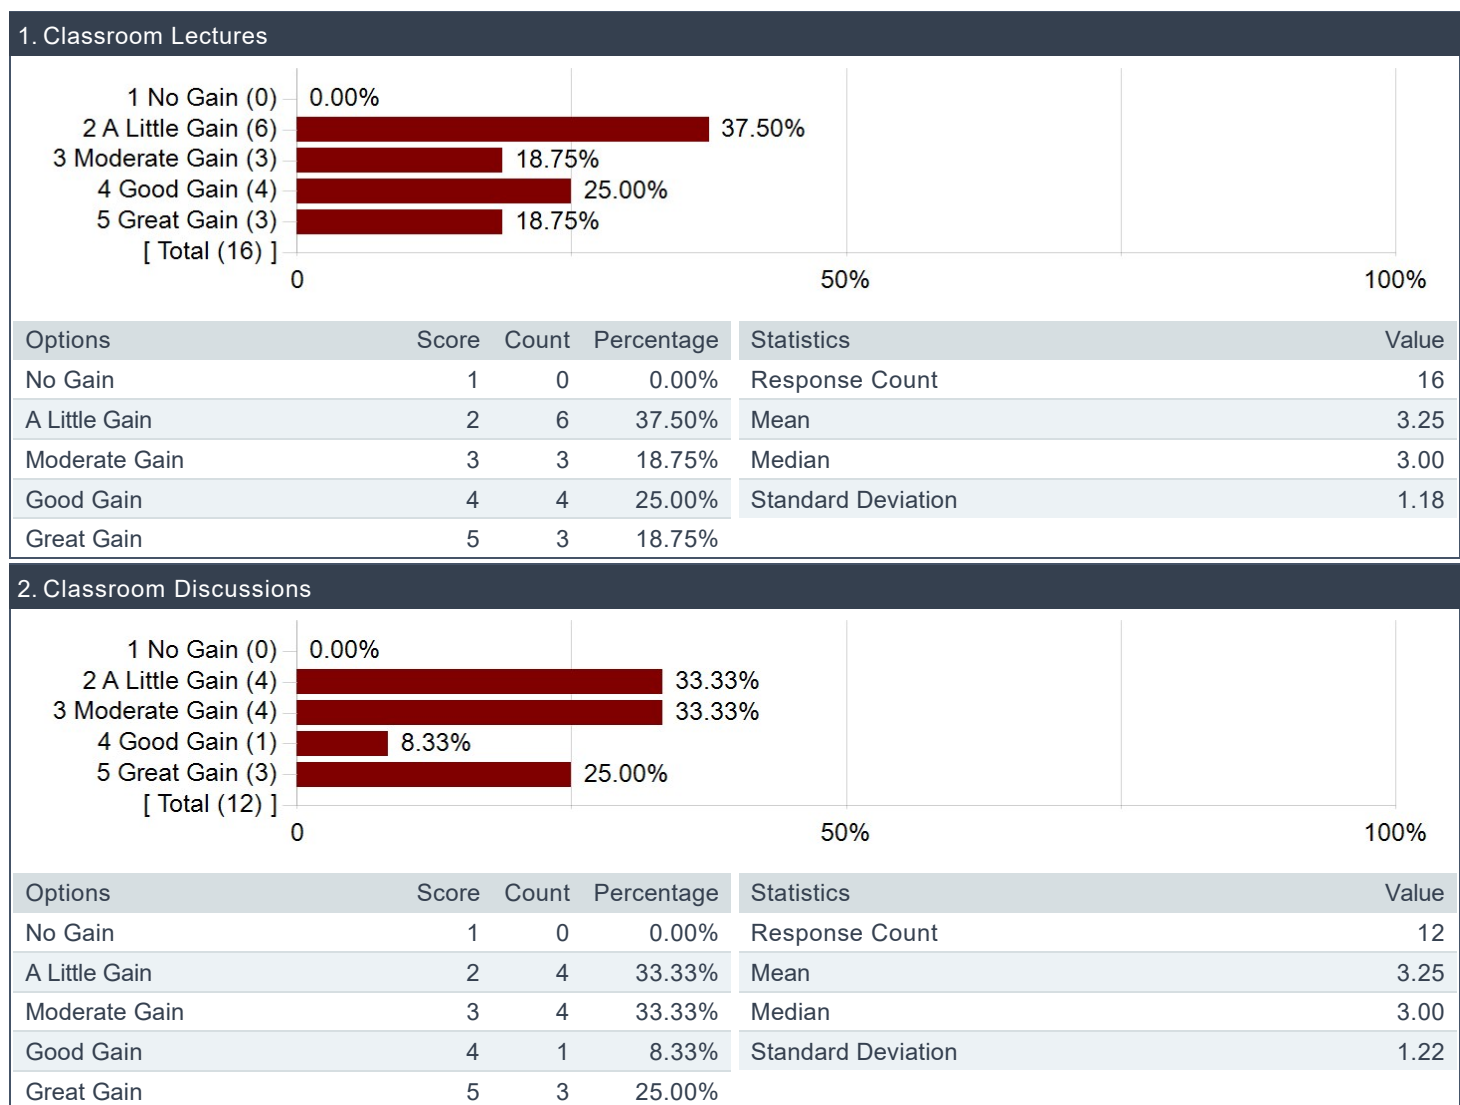 1. Classroom Lectures
1 No Gain (0) 0.00%
2 A Little Gain (6) 37.50%
3 Moderate Gain (3) 18.75%
4 Good Gain (4) 25.00%
5 Great Gain (3) 18.75%
[ Total (16) ]
0 50% 100%
Options Score Count Percentage Statistics Value
No Gain 1 0 0.00% Response Count 16
A Little Gain 2 6 37.50% Mean 3.25
Moderate Gain 3 3 18.75% Median 3.00
Good Gain 4 4 25.00% Standard Deviation 1.18
Great Gain 5 3 18.75%
2. Classroom Discussions
1 No Gain (0) 0.00%
2 A Little Gain (4) 33.33%
3 Moderate Gain (4) 33.33%
4 Good Gain (1) 8.33%
5 Great Gain (3) 25.00%
[ Total (12) ]
0 50% 100%
Options Score Count Percentage Statistics Value
No Gain 1 0 0.00% Response Count 12
A Little Gain 2 4 33.33% Mean 3.25
Moderate Gain 3 4 33.33% Median 3.00
Good Gain 4 1 8.33% Standard Deviation 1.22
Great Gain 5 3 25.00%